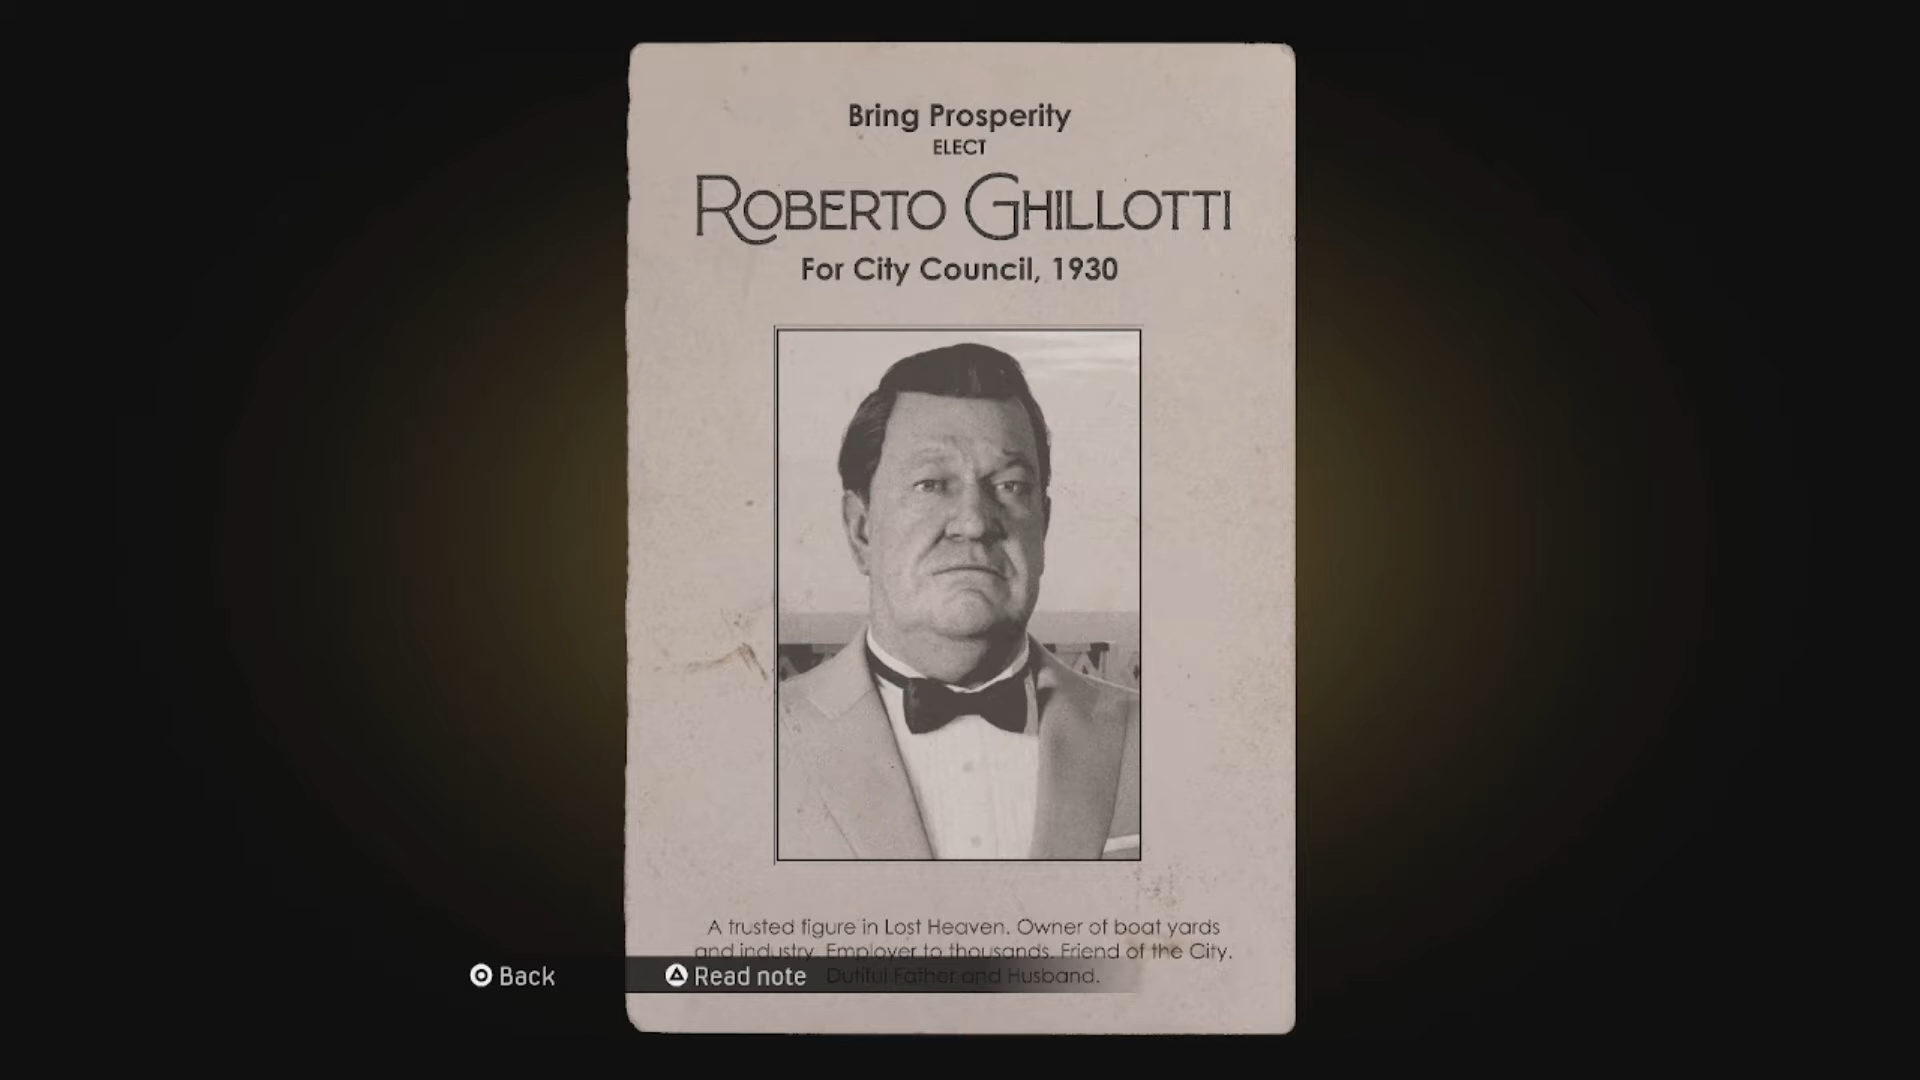 Bring Prosperity
ELECT
ROBERTO GHILLOTTI
For City Council, 1930
A trusted figure in Lost Heaven. Owner of boat yards
and industry. Employer to thousands. Friend of the City.
Dutiful Father and Husband.
Back
Read note